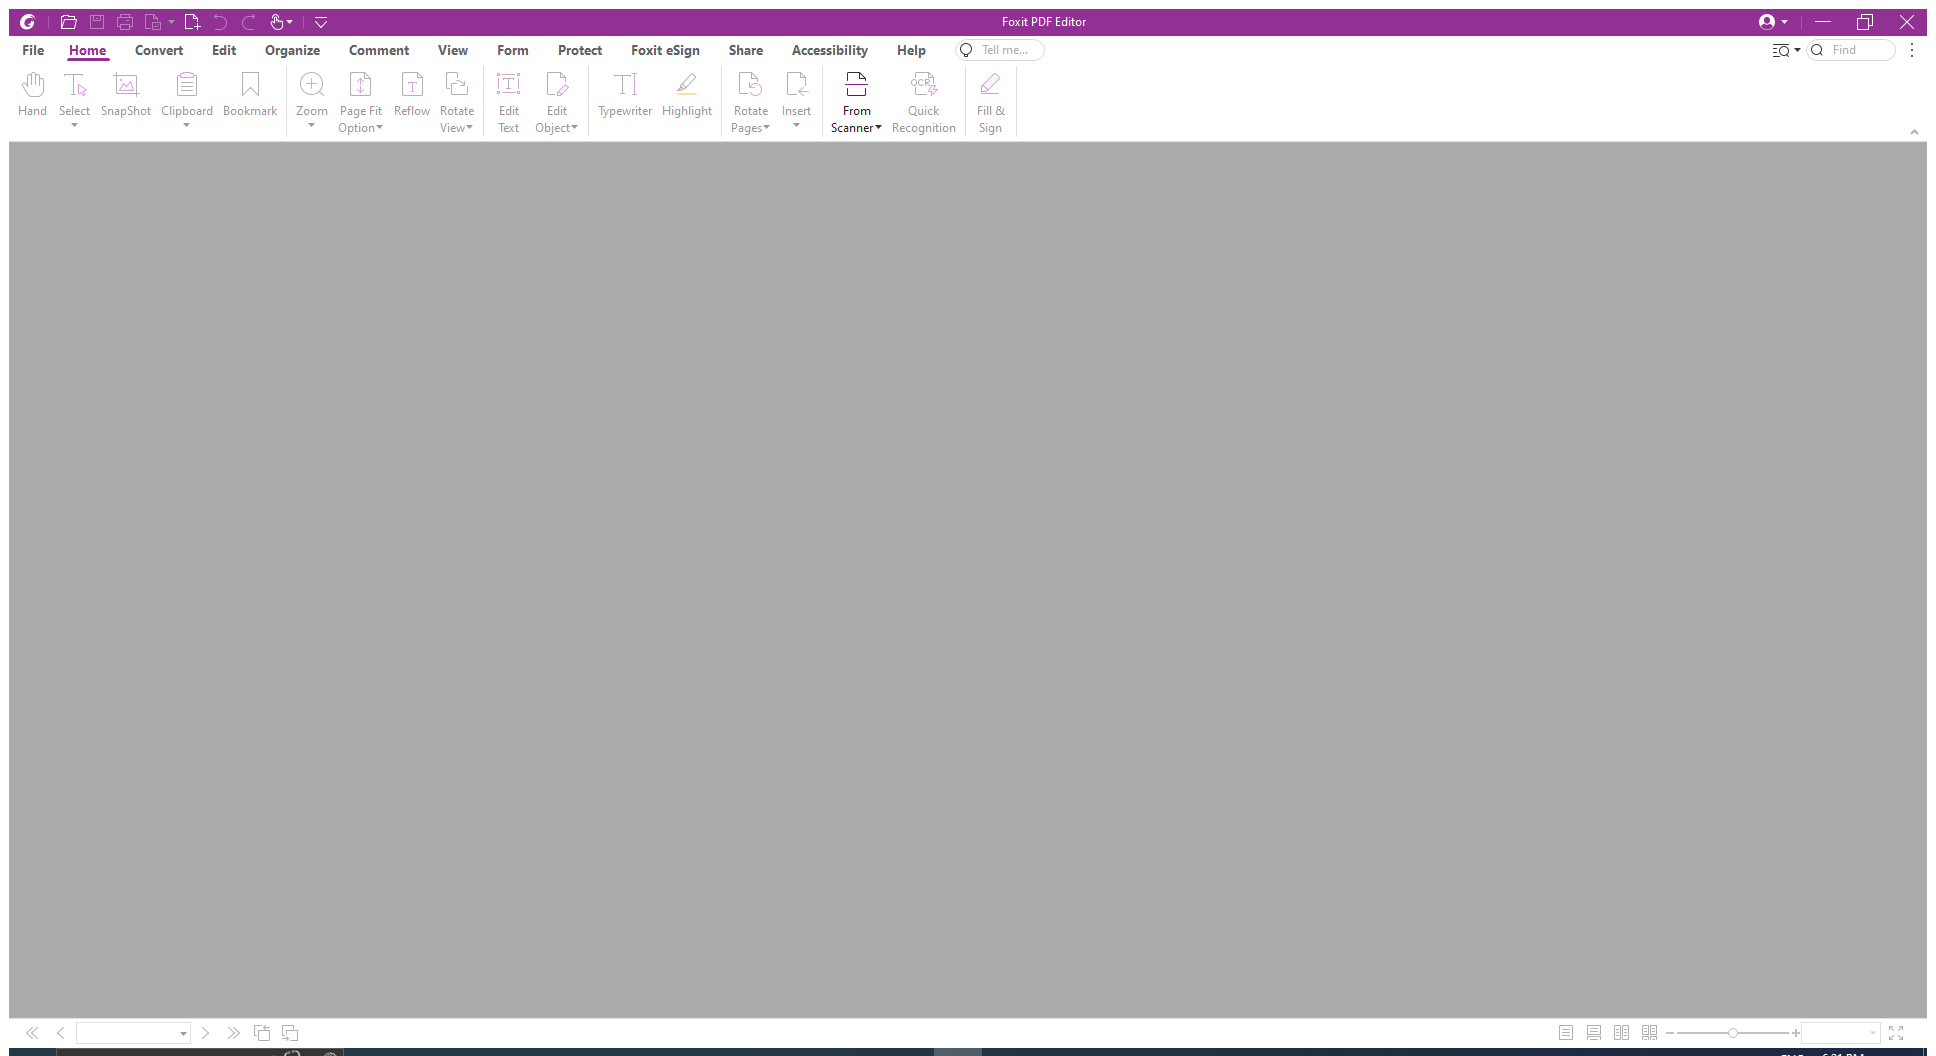 Foxit PDF Editor
File Home Convert Edit Organize Comment View Form Protect Foxit eSign Share Accessibility Help Tell me... Find
Hand Select SnapShot Clipboard Bookmark Zoom Page Fit Reflow Rotate Edit Edit Typewriter Highlight Rotate Insert From Quick Fill &
Option View Text Object Pages Scanner Recognition Sign